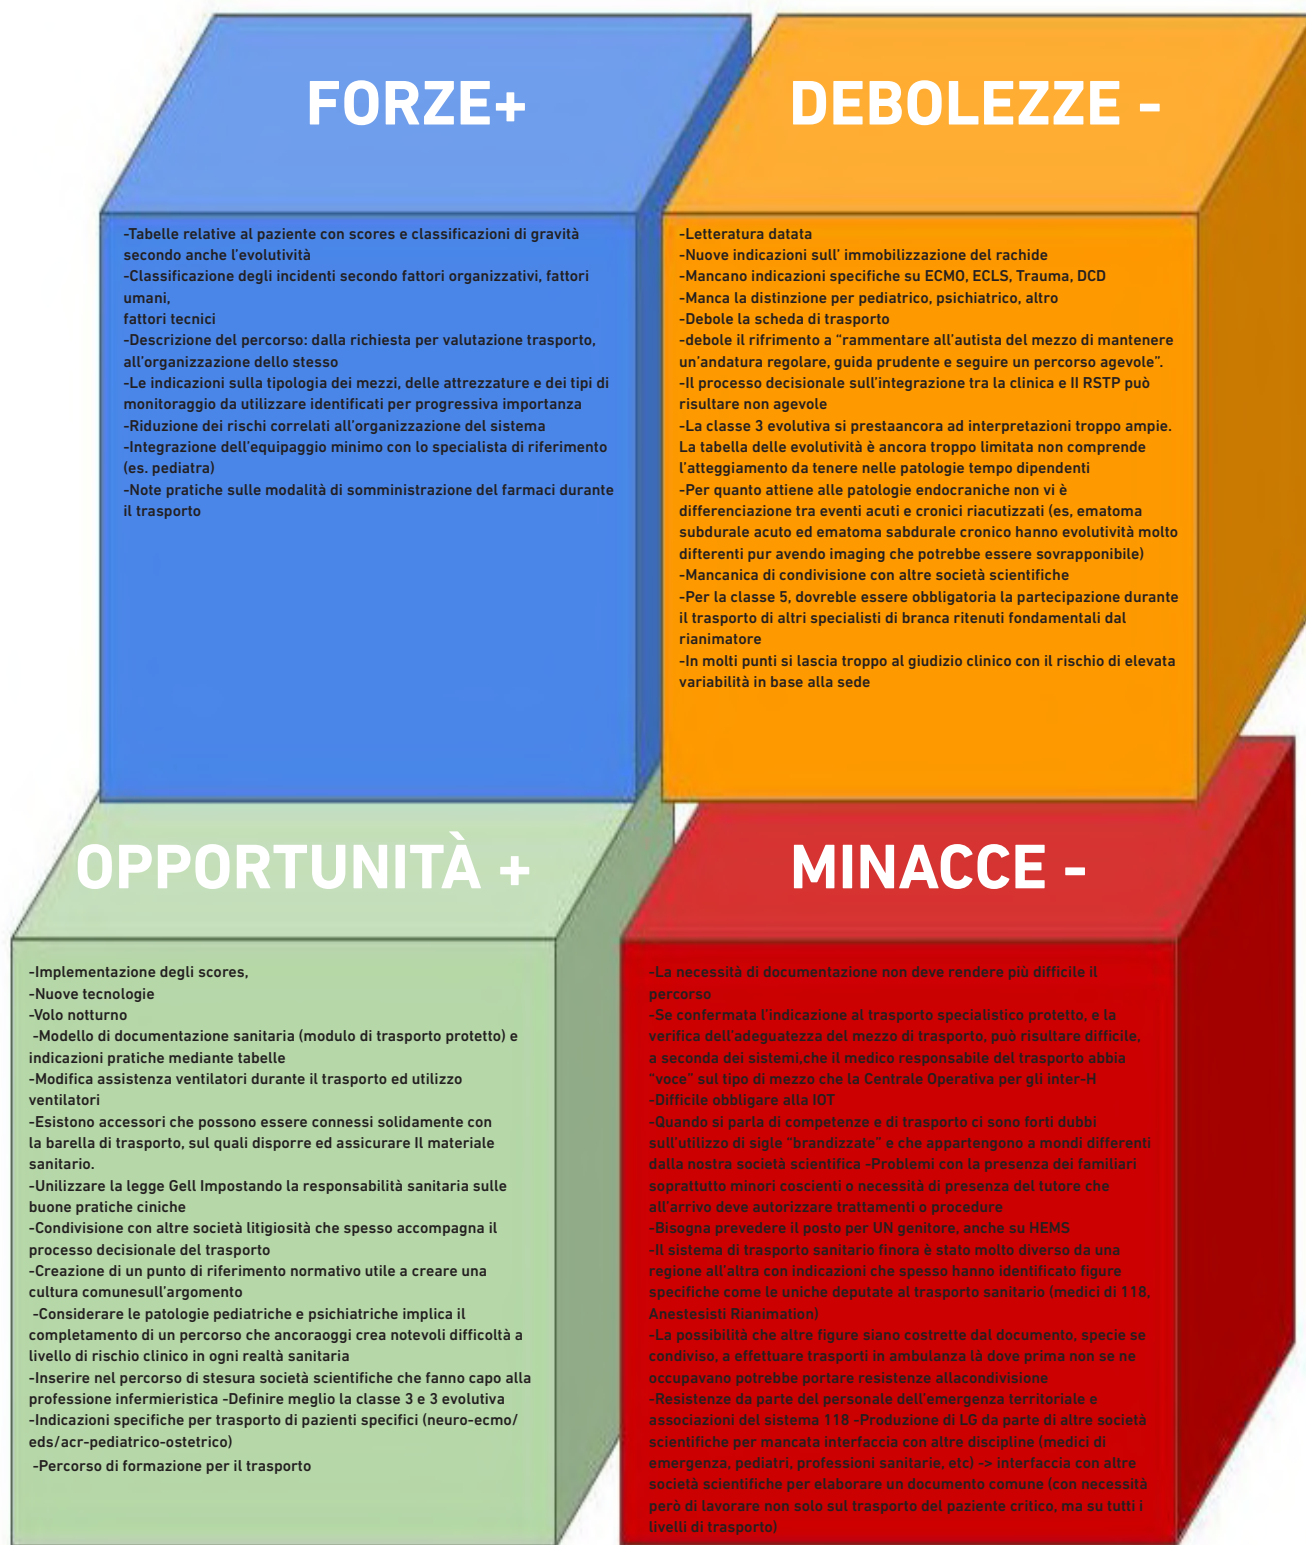 FORZE+
-Tabelle relative al paziente con scores e classificazioni di gravità
secondo anche l'evolutività
-Classificazione degli incidenti secondo fattori organizzativi, fattori
umani,
fattori tecnici
-Descrizione del percorso: dalla richiesta per valutazione trasporto,
all'organizzazione dello stesso
-Le indicazioni sulla tipologia dei mezzi, delle attrezzature e dei tipi di
monitoraggio da utilizzare identificati per progressiva importanza
-Riduzione dei rischi correlati all'organizzazione del sistema
-Integrazione dell'equipaggio minimo con lo specialista di riferimento
(es. pediatra)
-Note pratiche sulle modalità di somministrazione del farmaci durante
il trasporto
DEBOLEZZE -
-Letteratura datata
-Nuove indicazioni sull' immobilizzazione del rachide
-Mancano indicazioni specifiche su ECMO, ECLS, Trauma, DCD
-Manca la distinzione per pediatrico, psichiatrico, altro
-Debole la scheda di trasporto
-debole il rifrimento a "rammentare all'autista del mezzo di mantenere
un'andatura regolare, guida prudente e seguire un percorso agevole".
-Il processo decisionale sull'integrazione tra la clinica e Il RSTP può
risultare non agevole
-La classe 3 evolutiva si prestaancora ad interpretazioni troppo ampie.
La tabella delle evolutività è ancora troppo limitata non comprende
l'atteggiamento da tenere nelle patologie tempo dipendenti
-Per quanto attiene alle patologie endocraniche non vi è
differenciazione tra eventi acuti e cronici riacutizzati (es, ematoma
subdurale acuto ed ematoma sabdurale cronico hanno evolutività molto
difterenti pur avendo imaging che potrebbe essere sovrapponibile)
-Mancanica di condivisione con altre società scientifiche
-Per la classe 5, dovreble essere obbligatoria la partecipazione durante
il trasporto di altri specialisti di branca ritenuti fondamentali dal
rianimatore
-In molti punti si lascia troppo al giudizio clinico con il rischio di elevata
variabilità in base alla sede
OPPORTUNITÀ +
-Implementazione degli scores,
-Nuove tecnologie
-Volo notturno
-Modello di documentazione sanitaria (modulo di trasporto protetto) e
indicazioni pratiche mediante tabelle
-Modifica assistenza ventilatori durante il trasporto ed utilizzo
ventilatori
-Esistono accessori che possono essere connessi solidamente con
la barella di trasporto, sul quali disporre ed assicurare Il materiale
sanitario.
-Unilizzare la legge Gell Impostando la responsabilità sanitaria sulle
buone pratiche ciniche
-Condivisione con altre società litigiosità che spesso accompagna il
processo decisionale del trasporto
-Creazione di un punto di riferimento normativo utile a creare una
cultura comunesull'argomento
-Considerare le patologie pediatriche e psichiatriche implica il
completamento di un percorso che ancoraoggi crea notevoli difficoltà a
livello di rischio clinico in ogni realtà sanitaria
-Inserire nel percorso di stesura società scientifiche che fanno capo alla
professione infermieristica -Definire meglio la classe 3 e 3 evolutiva
-Indicazioni specifiche per trasporto di pazienti specifici (neuro-ecmo/
eds/acr-pediatrico-ostetrico)
-Percorso di formazione per il trasporto
MINACCE -
-La necessità di documentazione non deve rendere più difficile il
percorso
-Se confermata l'indicazione al trasporto specialistico protetto, e la
verifica dell'adeguatezza del mezzo di trasporto, può risultare difficile,
a seconda dei sistemi,che il medico responsabile del trasporto abbia
"voce" sul tipo di mezzo che la Centrale Operativa per gli inter-H
-Difficile obbligare alla IOT
-Quando si parla di competenze e di trasporto ci sono forti dubbi
sull'utilizzo di sigle "brandizzate" e che appartengono a mondi differenti
dalla nostra società scientifica -Problemi con la presenza dei familiari
soprattutto minori coscienti o necessità di presenza del tutore che
all'arrivo deve autorizzare trattamenti o procedure
-Bisogna prevedere il posto per UN genitore, anche su HEMS
-Il sistema di trasporto sanitario finora è stato molto diverso da una
regione all'altra con indicazioni che spesso hanno identificato figure
specifiche come le uniche deputate al trasporto sanitario (medici di 118,
Anestesisti Rianimation)
-La possibilità che altre figure siano costrette dal documento, specie se
condiviso, a effettuare trasporti in ambulanza là dove prima non se ne
occupavano potrebbe portare resistenze allacondivisione
-Resistenze da parte del personale dell'emergenza territoriale e
associazioni del sistema 118 -Produzione di LG da parte di altre società
scientifiche per mancata interfaccia con altre discipline (medici di
emergenza, pediatri, professioni sanitarie, etc) -> interfaccia con altre
società scientifiche per elaborare un documento comune (con necessità
però di lavorare non solo sul trasporto del paziente critico, ma su tutti i
livelli di trasporto)